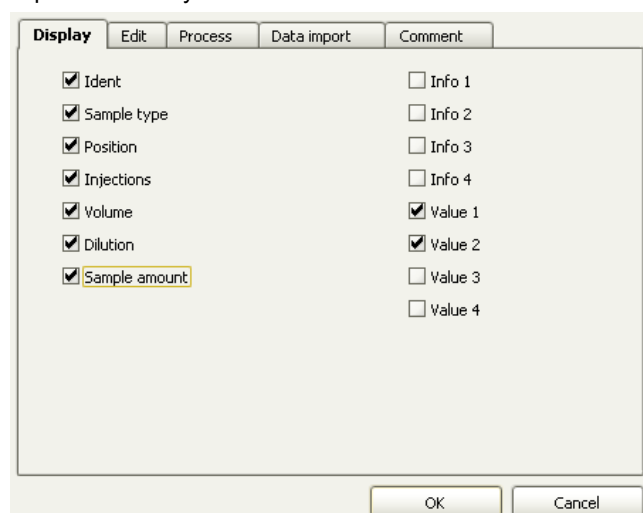 Display Edit Process Data import Comment
Ident Info 1
Sample type Info 2
Position Info 3
Injections Info 4
Volume Value 1
Dilution Value 2
Sample amount Value 3
Value 4
OK Cancel